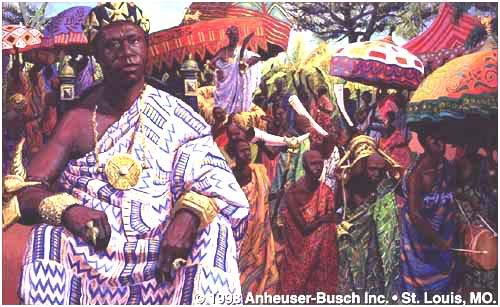 © 1998 Anheuser-Busch Inc. • St. Louis, MO.